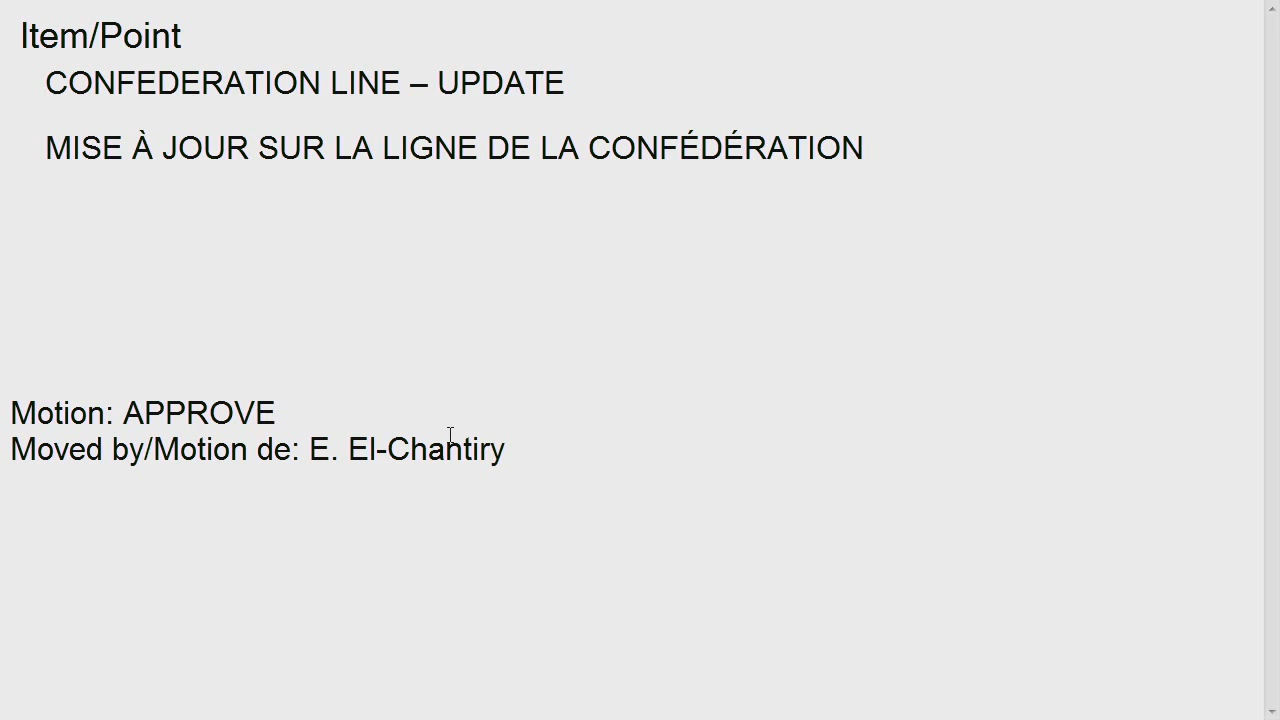 Item/Point
CONFEDERATION LINE – UPDATE
MISE À JOUR SUR LA LIGNE DE LA CONFÉDÉRATION
Motion: APPROVE
Moved by/Motion de: E. El-Chantiry